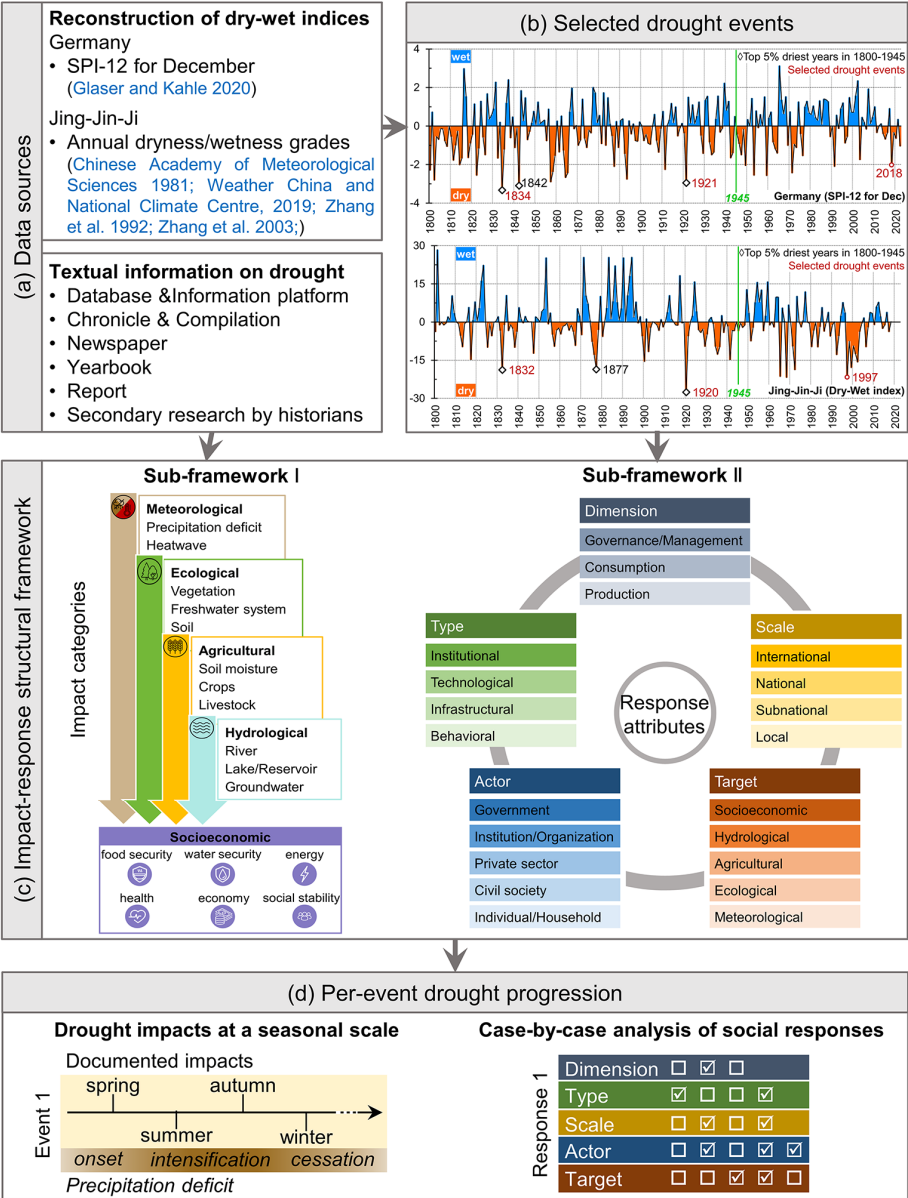 (a) Data sources
Reconstruction of dry-wet indices
Germany
• SPI-12 for December
(Glaser and Kahle 2020)
Jing-Jin-Ji
• Annual dryness/wetness grades
(Chinese Academy of Meteorological
Sciences 1981; Weather China and
National Climate Centre, 2019; Zhang
et al. 1992; Zhang et al. 2003;)
Textual information on drought
• Database &Information platform
• Chronicle & Compilation
• Newspaper
• Yearbook
• Report
• Secondary research by historians
(b) Selected drought events
4
2
0
-2
-4
wet
dry
◊Top 5% driest years in 1800-1945
Selected drought events
1834
1842
1921
2018
1945
Germany (SPI-12 for Dec)
1800 1810 1820 1830 1840 1850 1860 1870 1880 1890 1900 1910 1920 1930 1940 1950 1960 1970 1980 1990 2000 2010 2020
30
15
0
-15
-30
wet
dry
◊Top 5% driest years in 1800-1945
Selected drought events
1832
1877
1920
1997
1945
Jing-Jin-Ji (Dry-Wet index)
1800 1810 1820 1830 1840 1850 1860 1870 1880 1890 1900 1910 1920 1930 1940 1950 1960 1970 1980 1990 2000 2010 2020
(c) Impact-response structural framework
Sub-framework Ⅰ
Impact categories
Meteorological
Precipitation deficit
Heatwave
Ecological
Vegetation
Freshwater system
Soil
Agricultural
Soil moisture
Crops
Livestock
Hydrological
River
Lake/Reservoir
Groundwater
Socioeconomic
food security water security energy
health economy social stability
Sub-framework Ⅱ
Response
attributes
Dimension
Governance/Management
Consumption
Production
Type
Institutional
Technological
Infrastructural
Behavioral
Scale
International
National
Subnational
Local
Actor
Government
Institution/Organization
Private sector
Civil society
Individual/Household
Target
Socioeconomic
Hydrological
Agricultural
Ecological
Meteorological
(d) Per-event drought progression
Drought impacts at a seasonal scale
Event 1
Documented impacts
spring autumn
summer winter
onset intensification cessation
Precipitation deficit
Case-by-case analysis of social responses
Response 1
Dimension ☐ ☑ ☐
Type ☑ ☐ ☐ ☑
Scale ☐ ☑ ☐ ☑
Actor ☐ ☑ ☐ ☑ ☑
Target ☐ ☐ ☑ ☑ ☐